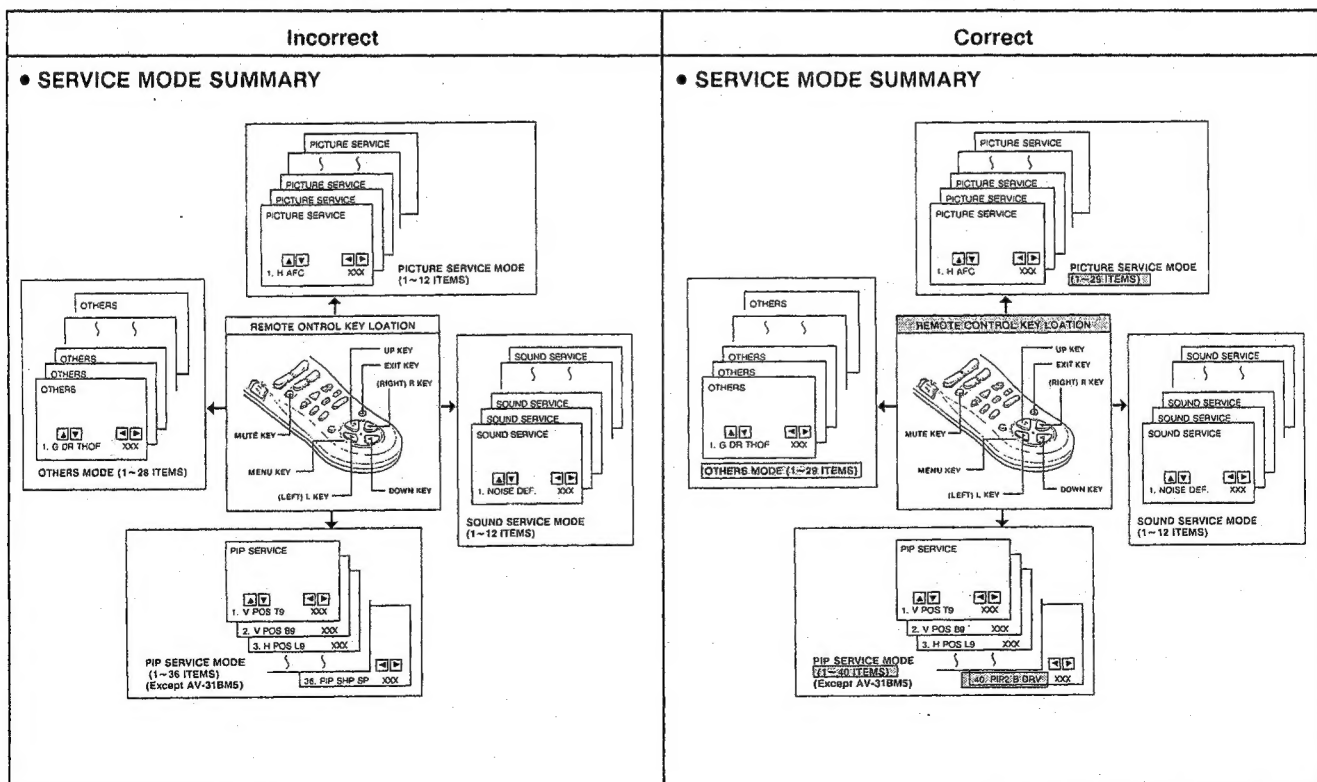 Incorrect
• SERVICE MODE SUMMARY
PICTURE SERVICE
PICTURE SERVICE
PICTURE SERVICE
PICTURE SERVICE
▲▼ ◄►
1. H AFC XXX
PICTURE SERVICE MODE
(1~12 ITEMS)
OTHERS
OTHERS
OTHERS
OTHERS
▲▼ ◄►
1. G DR THOF XXX
OTHERS MODE (1~28 ITEMS)
REMOTE ONTROL KEY LOATION
UP KEY
EXIT KEY
(RIGHT) R KEY
MUTE KEY
MENU KEY
(LEFT) L KEY
DOWN KEY
SOUND SERVICE
SOUND SERVICE
SOUND SERVICE
SOUND SERVICE
▲▼ ◄►
1. NOISE DEF. XXX
SOUND SERVICE MODE
(1~12 ITEMS)
PIP SERVICE
▲▼ ◄►
1. V POS T9 XXX
2. V POS B9 XXX
3. H POS L9 XXX
PIP SERVICE MODE
(1~36 ITEMS)
(Except AV-31BM5)
◄►
36. PIP SHP SP XXX
Correct
• SERVICE MODE SUMMARY
PICTURE SERVICE
PICTURE SERVICE
PICTURE SERVICE
PICTURE SERVICE
▲▼ ◄►
1. H AFC XXX
PICTURE SERVICE MODE
ITEMS)
OTHERS
OTHERS
OTHERS
OTHERS
▲▼ ◄►
1. G DR THOF XXX
OTHERS MODE (1~29 ITEMS)
REMOTE CONTROL KEY LOATION
UP KEY
EXIT KEY
(RIGHT) R KEY
MUTE KEY
MENU KEY
(LEFT) L KEY
DOWN KEY
SOUND SERVICE
SOUND SERVICE
SOUND SERVICE
SOUND SERVICE
▲▼ ◄►
1. NOISE DEF. XXX
SOUND SERVICE MODE
(1~12 ITEMS)
PIP SERVICE
▲▼ ◄►
1. V POS T9 XXX
2. V POS B9 XXX
3. H POS L9 XXX
PIP SERVICE MODE
(1~40 ITEMS)
(Except AV-31BM5)
◄►
40. PIP2 B DRV XXX